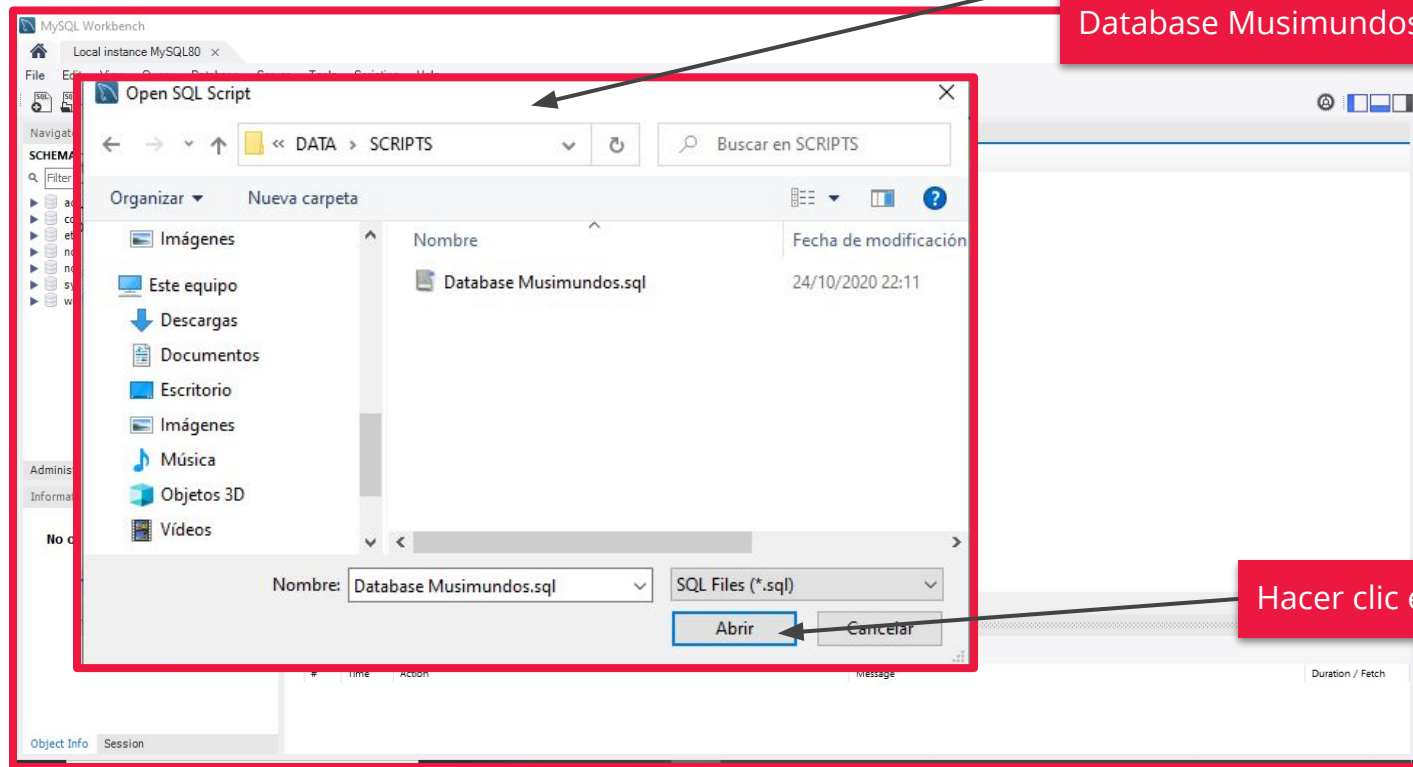 MySQL Workbench
Database Musimundos
Local instance MySQL80 ×
File
Open SQL Script
« DATA > SCRIPTS
Buscar en SCRIPTS
SCHEMA
Filter
Organizar
Nueva carpeta
Imágenes
Nombre
Fecha de modificación
Este equipo
Database Musimundos.sql
24/10/2020 22:11
Descargas
Documentos
Escritorio
Imágenes
Música
Objetos 3D
Vídeos
No
Nombre: Database Musimundos.sql
SQL Files (*.sql)
Hacer clic
Abrir
Cancelar
# Time Action Message Duration / Fetch
Object Info Session